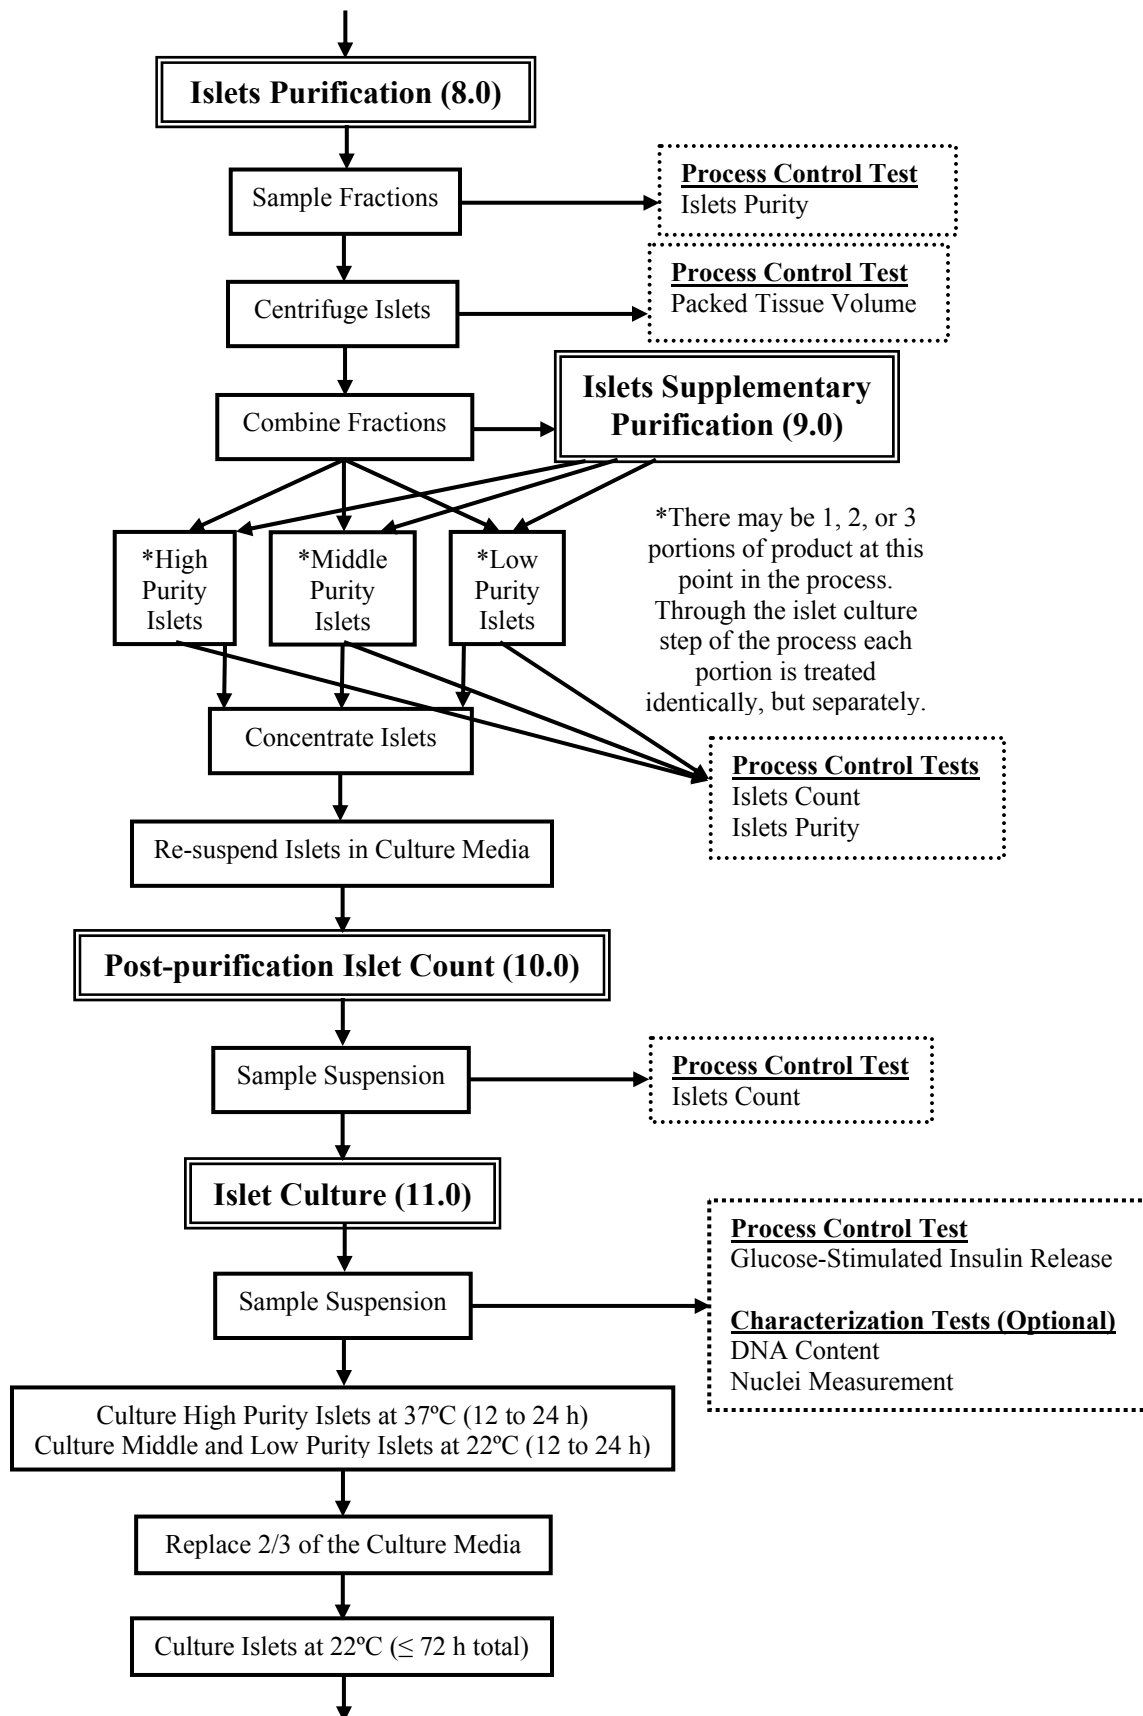 Islets Purification (8.0)
Sample Fractions
Process Control Test
Islets Purity
Centrifuge Islets
Process Control Test
Packed Tissue Volume
Combine Fractions
Islets Supplementary
Purification (9.0)
*High
Purity
Islets
*Middle
Purity
Islets
*Low
Purity
Islets
*There may be 1, 2, or 3
portions of product at this
point in the process.
Through the islet culture
step of the process each
portion is treated
identically, but separately.
Concentrate Islets
Process Control Tests
Islets Count
Islets Purity
Re-suspend Islets in Culture Media
Post-purification Islet Count (10.0)
Sample Suspension
Process Control Test
Islets Count
Islet Culture (11.0)
Sample Suspension
Process Control Test
Glucose-Stimulated Insulin Release
Characterization Tests (Optional)
DNA Content
Nuclei Measurement
Culture High Purity Islets at 37ºC (12 to 24 h)
Culture Middle and Low Purity Islets at 22ºC (12 to 24 h)
Replace 2/3 of the Culture Media
Culture Islets at 22ºC (≤ 72 h total)